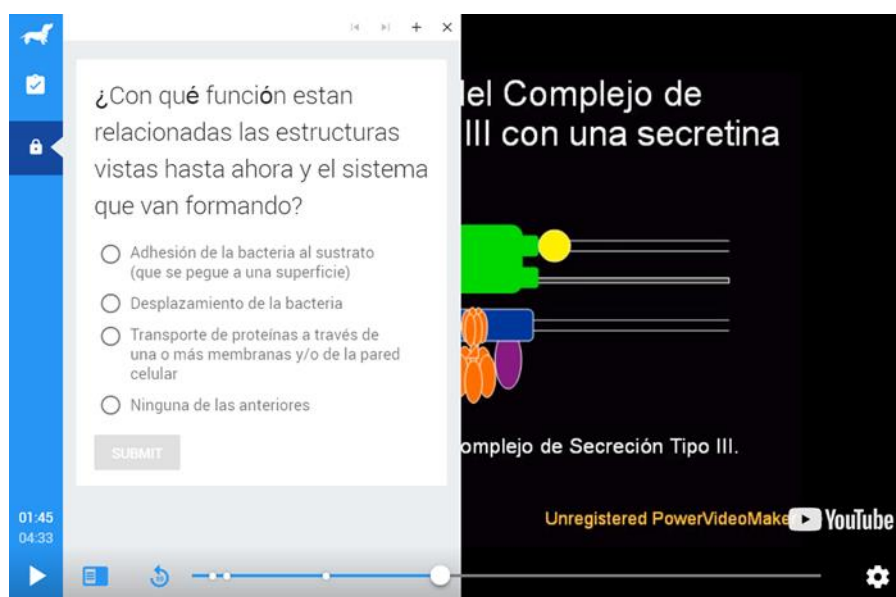 ¿Con qué función estan
relacionadas las estructuras
vistas hasta ahora y el sistema
que van formando?
Adhesión de la bacteria al sustrato
(que se pegue a una superficie)
Desplazamiento de la bacteria
Transporte de proteínas a través de
una o más membranas y/o de la pared
celular
Ninguna de las anteriores
SUBMIT
del Complejo de
III con una secretina
omplejo de Secreción Tipo III.
Unregistered PowerVideoMake
YouTube
01:45
04:33
10